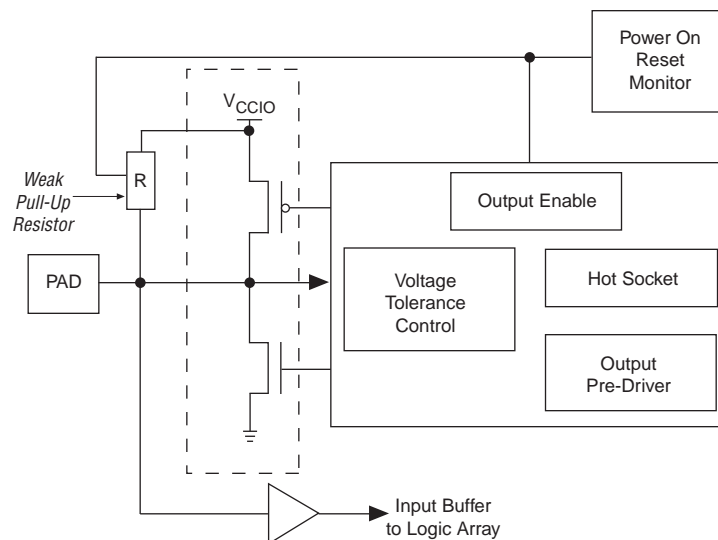 Power On
Reset
Monitor
VCCIO
R
Weak
Pull-Up
Resistor
Output Enable
PAD
Voltage
Tolerance
Control
Hot Socket
Output
Pre-Driver
Input Buffer
to Logic Array